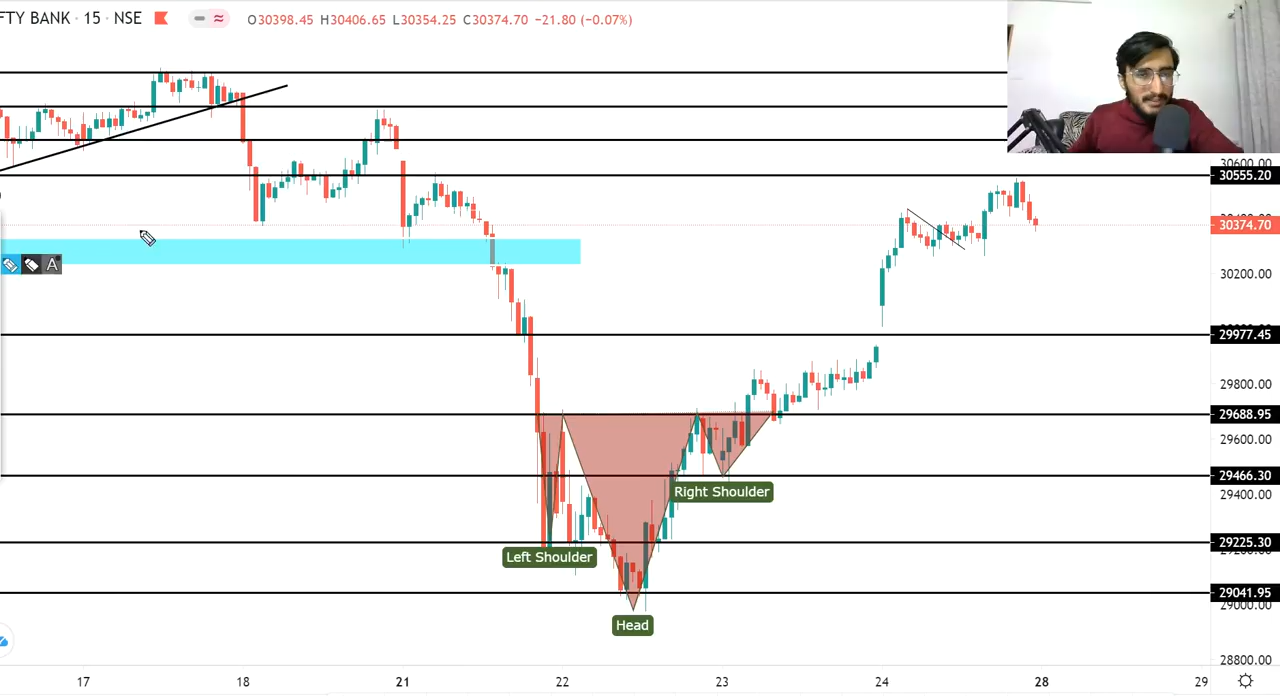 FTY BANK · 15 · NSE O30398.45 H30406.65 L30354.25 C30374.70 −21.80 (−0.07%)
30600.00
30555.20
30374.70
30200.00
29977.45
29800.00
29688.95
29600.00
29466.30
29400.00
29225.30
29041.95
29000.00
28800.00
A
Right Shoulder
Left Shoulder
Head
17 18 21 22 23 24 28 29